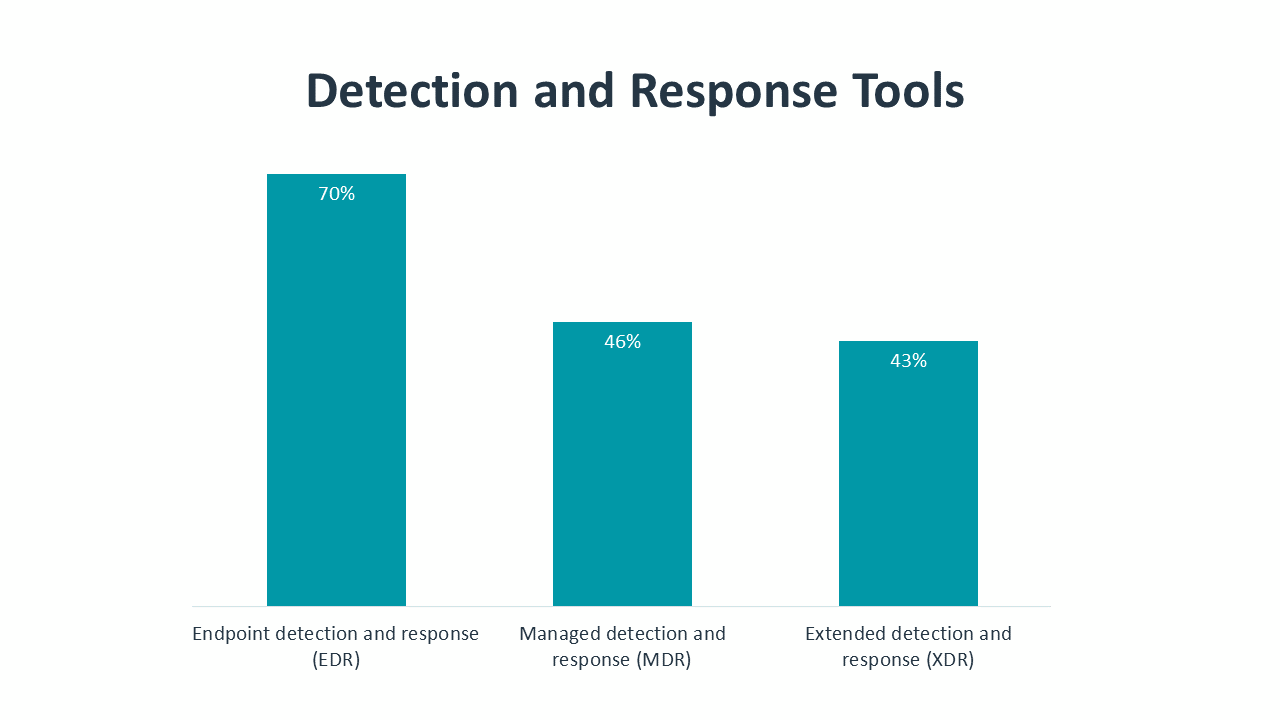 Detection and Response Tools
70%
46%
43%
Endpoint detection and response
(EDR)
Managed detection and
response (MDR)
Extended detection and
response (XDR)